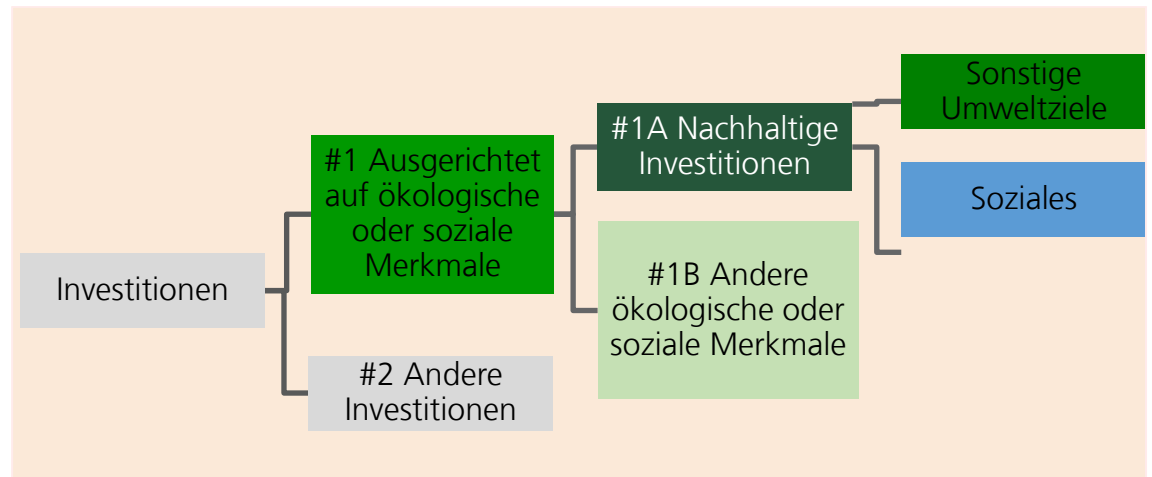 Investitionen
#1 Ausgerichtet
auf ökologische
oder soziale
Merkmale
#2 Andere
Investitionen
#1A Nachhaltige
Investitionen
#1B Andere
ökologische oder
soziale Merkmale
Sonstige
Umweltziele
Soziales